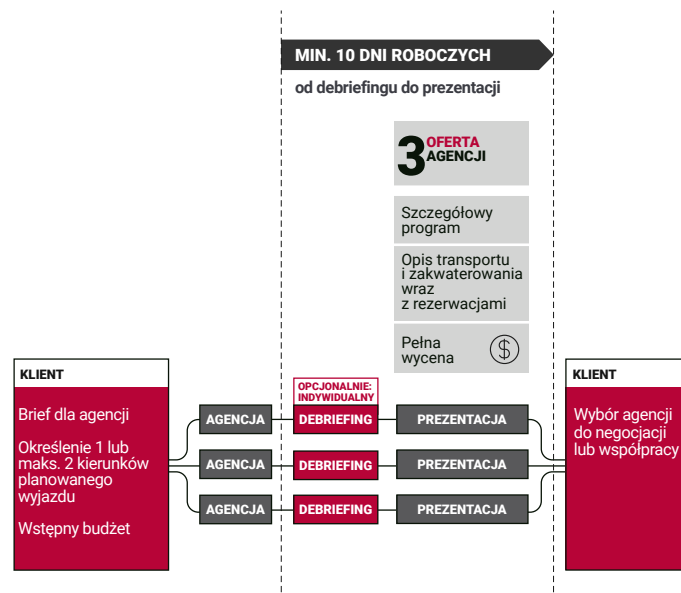 MIN. 10 DNI ROBOCZYCH
od debriefingu do prezentacji
3 OFERTA
AGENCJI
Szczegółowy
program
Opis transportu
i zakwaterowania
wraz
z rezerwacjami
Pełna
wycena
$
KLIENT
Brief dla agencji
Określenie 1 lub
maks. 2 kierunków
planowanego
wyjazdu
Wstępny budżet
OPCJONALNIE:
INDYWIDUALNY
AGENCJA DEBRIEFING PREZENTACJA
AGENCJA DEBRIEFING PREZENTACJA
AGENCJA DEBRIEFING PREZENTACJA
KLIENT
Wybór agencji
do negocjacji
lub współpracy